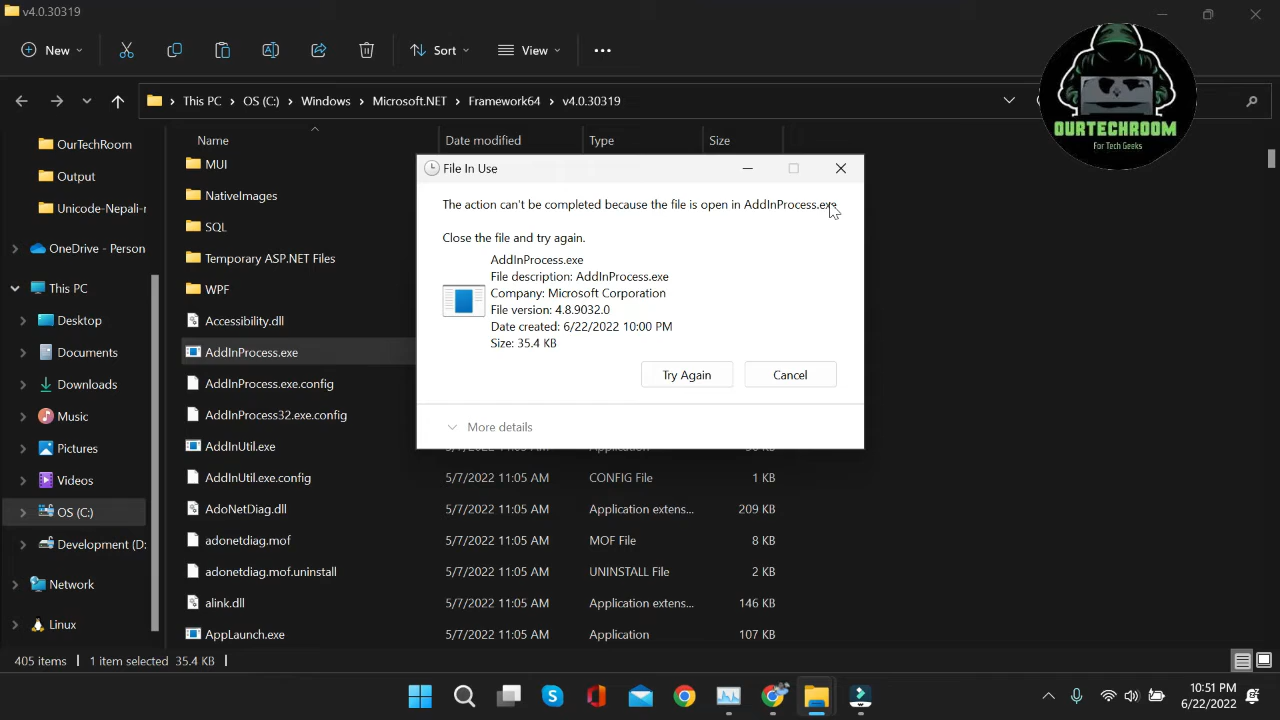 v4.0.30319
New
Sort
View
This PC > OS (C:) > Windows > Microsoft.NET > Framework64 > v4.0.30319
OURTECHROOM
For Tech Geeks
Name
Date modified
Type
Size
OurTechRoom
Output
Unicode-Nepali-r
OneDrive - Person
This PC
Desktop
Documents
Downloads
Music
Pictures
Videos
OS (C:)
Development (D:
Network
Linux
MUI
NativeImages
SQL
Temporary ASP.NET Files
WPF
Accessibility.dll
AddInProcess.exe
AddInProcess.exe.config
AddInProcess32.exe.config
AddInUtil.exe
AddInUtil.exe.config 5/7/2022 11:05 AM CONFIG File 1 KB
AdoNetDiag.dll 5/7/2022 11:05 AM Application extens... 209 KB
adonetdiag.mof 5/7/2022 11:05 AM MOF File 8 KB
adonetdiag.mof.uninstall 5/7/2022 11:05 AM UNINSTALL File 2 KB
alink.dll 5/7/2022 11:05 AM Application extens... 146 KB
AppLaunch.exe 5/7/2022 11:05 AM Application 107 KB
File In Use
The action can't be completed because the file is open in AddInProcess.exe
Close the file and try again.
AddInProcess.exe
File description: AddInProcess.exe
Company: Microsoft Corporation
File version: 4.8.9032.0
Date created: 6/22/2022 10:00 PM
Size: 35.4 KB
Try Again
Cancel
More details
405 items
1 item selected 35.4 KB
10:51 PM
6/22/2022